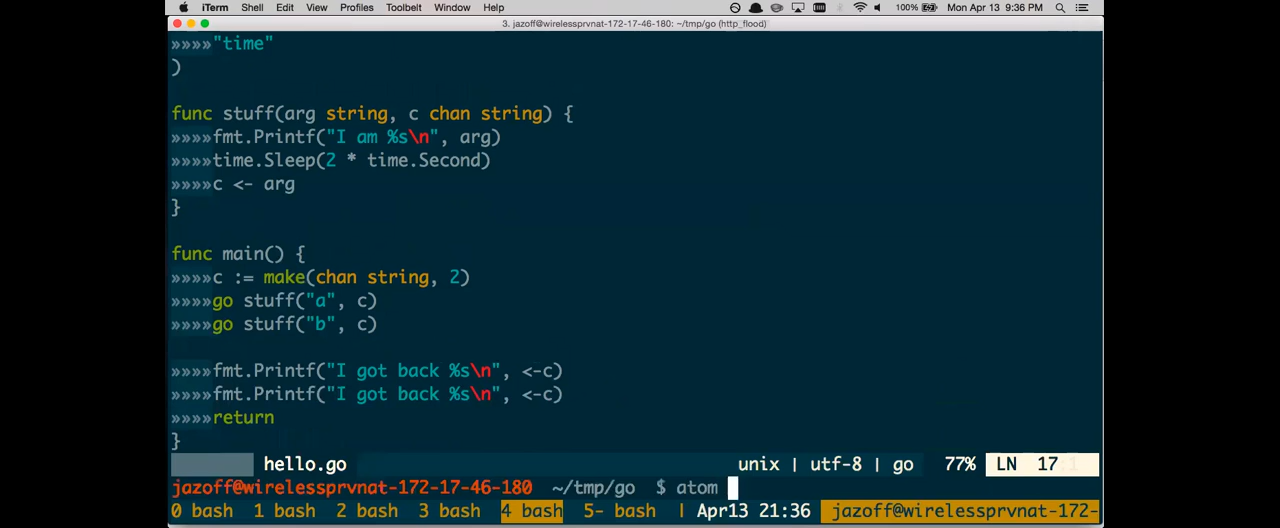 iTerm Shell Edit View Profiles Toolbelt Window Help 100% Mon Apr 13 9:36 PM
3. jazoff@wirelessprvnat-172-17-46-180: ~/tmp/go (http_flood)
»»»»"time"
)
func stuff(arg string, c chan string) {
»»»»fmt.Printf("I am %s\n", arg)
»»»»time.Sleep(2 * time.Second)
»»»»c <- arg
}
func main() {
»»»»c := make(chan string, 2)
»»»»go stuff("a", c)
»»»»go stuff("b", c)
»»»»fmt.Printf("I got back %s\n", <-c)
»»»»fmt.Printf("I got back %s\n", <-c)
»»»»return
}
hello.go unix | utf-8 | go 77% LN 17:1
jazoff@wirelessprvnat-172-17-46-180 ~/tmp/go $ atom
0 bash 1 bash 2 bash 3 bash 4 bash 5- bash | Apr13 21:36 jazoff@wirelessprvnat-172-